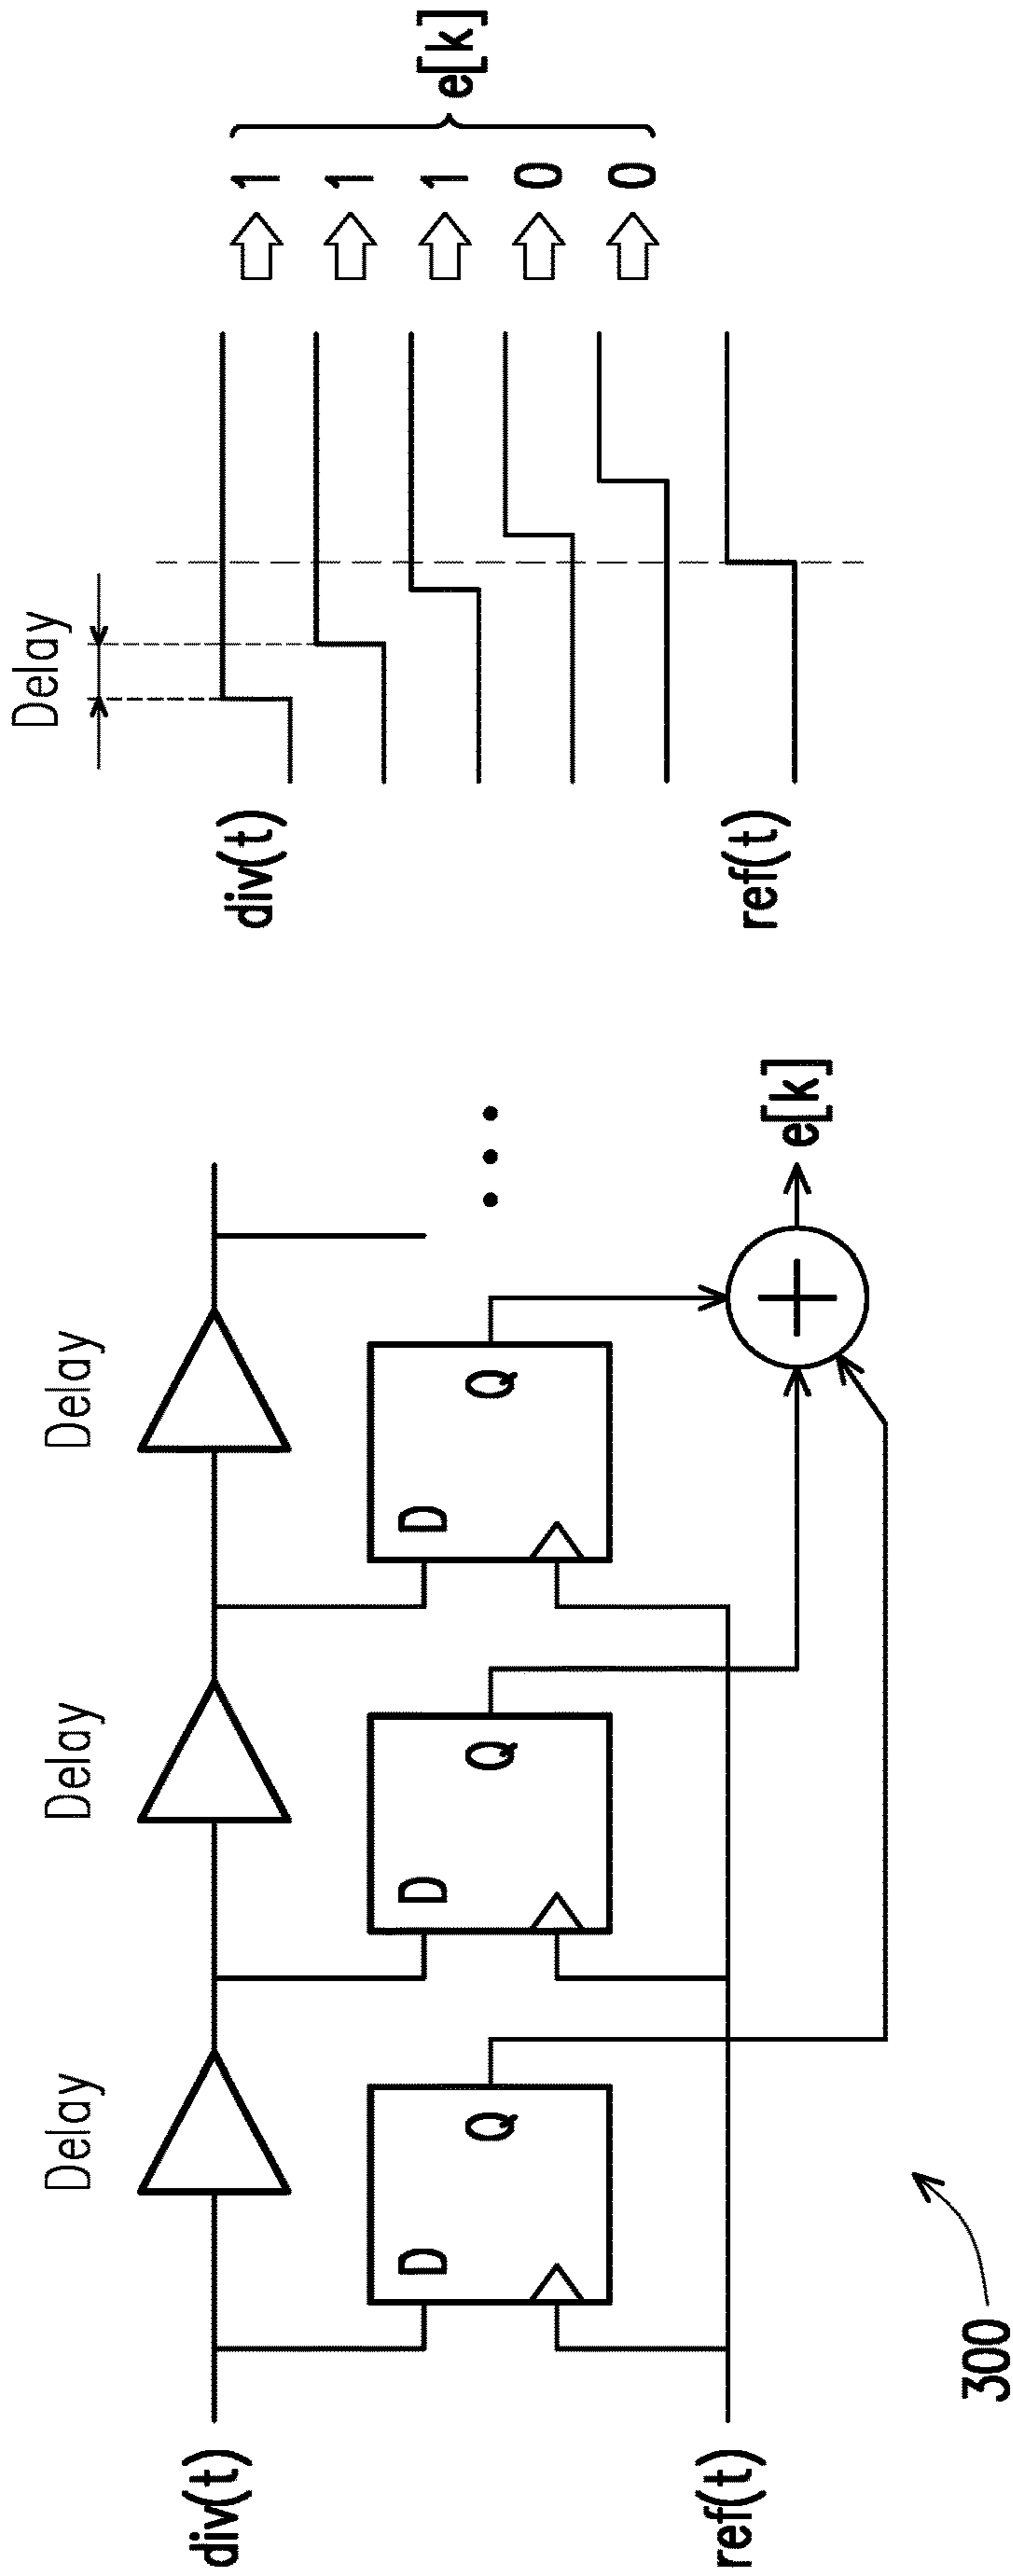 Delay
Delay
Delay
div(t)
D
Q
D
Q
D
Q
ref(t)
e[k]
300
Delay
div(t)
ref(t)
1
1
1
0
0
e[k]